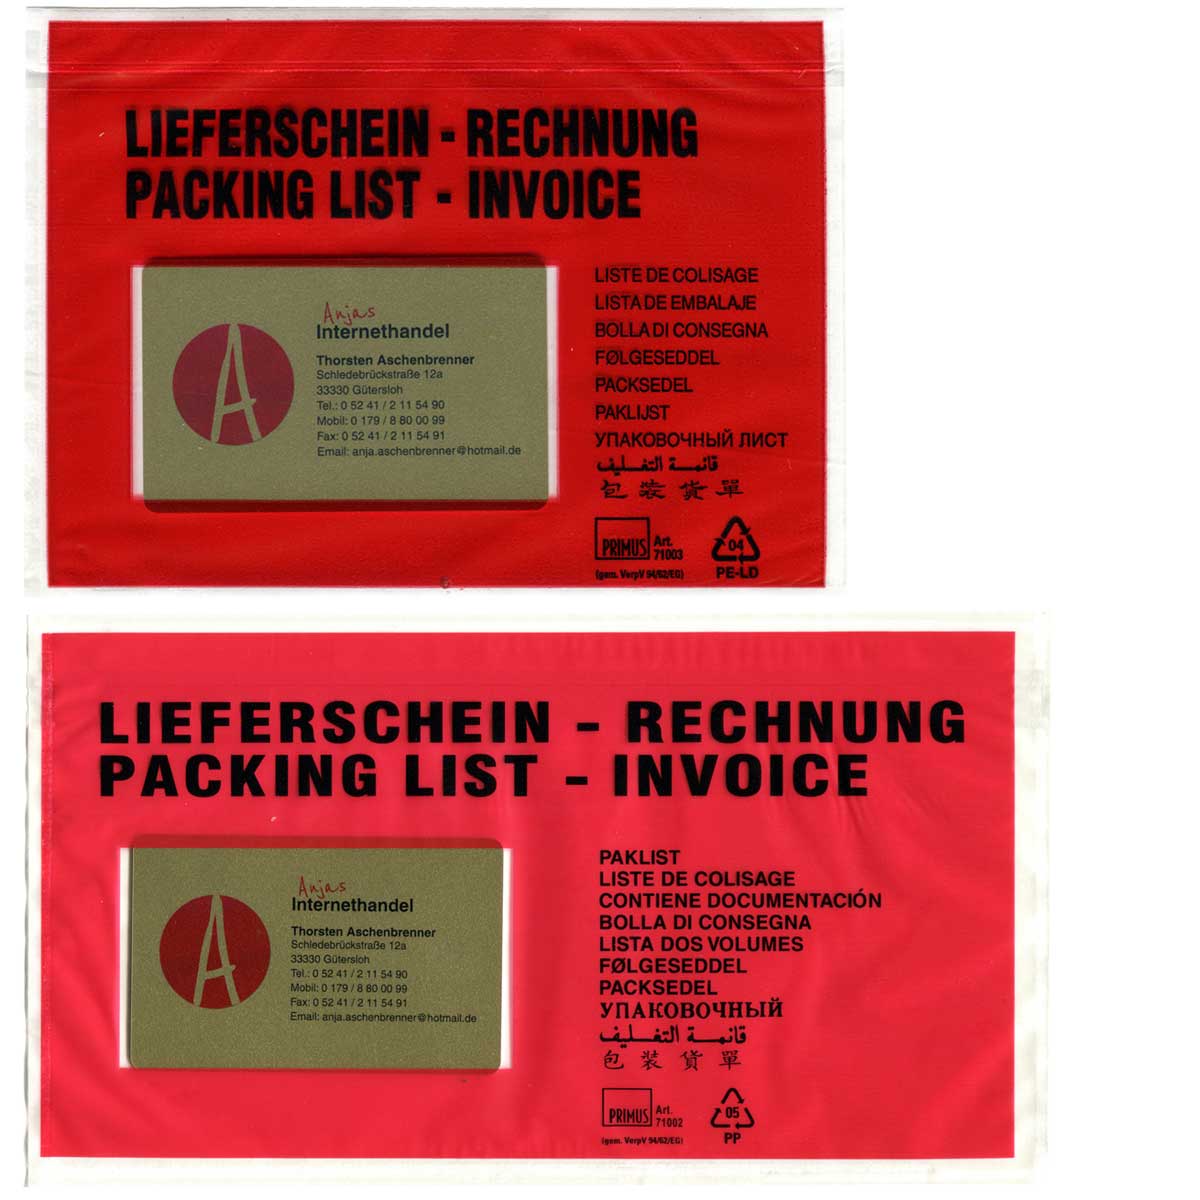 LIEFERSCHEIN - RECHNUNG
PACKING LIST - INVOICE
Anjas
Internethandel
Thorsten Aschenbrenner
Schledebrückstraße 12a
33330 Gütersloh
Tel.: 0 52 41 / 2 11 54 90
Mobil: 0 179 / 8 80 00 99
Fax: 0 52 41 / 2 11 54 91
Email: anja.aschenbrenner@hotmail.de
A
LISTE DE COLISAGE
LISTA DE EMBALAJE
BOLLA DI CONSEGNA
FØLGESEDDEL
PACKSEDEL
PAKLIJST
УПАКОВОЧНЫЙ ЛИСТ
قائمة التغليف
包裝貨單
PRIMUS Art.
71003
(gem. VerpV 94/62/EG)
04
PE-LD
LIEFERSCHEIN - RECHNUNG
PACKING LIST - INVOICE
Anjas
Internethandel
Thorsten Aschenbrenner
Schledebrückstraße 12a
33330 Gütersloh
Tel.: 0 52 41 / 2 11 54 90
Mobil: 0 179 / 8 80 00 99
Fax: 0 52 41 / 2 11 54 91
Email: anja.aschenbrenner@hotmail.de
A
PAKLIST
LISTE DE COLISAGE
CONTIENE DOCUMENTACIÓN
BOLLA DI CONSEGNA
LISTA DOS VOLUMES
FØLGESEDDEL
PACKSEDEL
УПАКОВОЧНЫЙ
قائمة التغليف
包裝貨單
PRIMUS Art.
71002
(gem. VerpV 94/62/EG)
05
PP